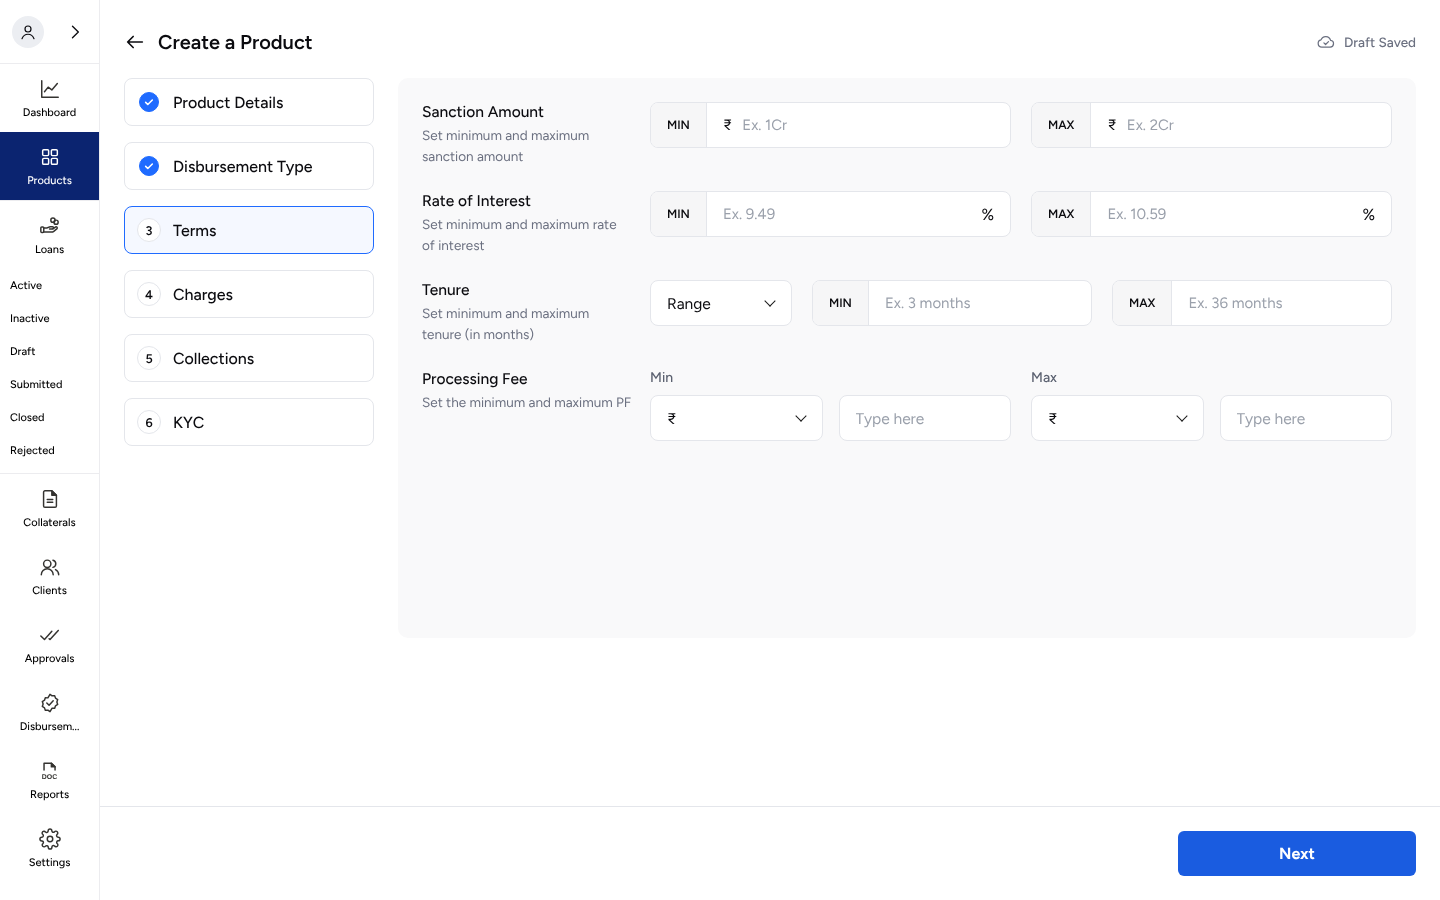 Create a Product
Draft Saved
Dashboard
Products
Loans
Active
Inactive
Draft
Submitted
Closed
Rejected
Collaterals
Clients
Approvals
Disbursem...
DOC
Reports
Settings
Product Details
Disbursement Type
3 Terms
4 Charges
5 Collections
6 KYC
Sanction Amount
Set minimum and maximum
sanction amount
MIN ₹ Ex. 1Cr
MAX ₹ Ex. 2Cr
Rate of Interest
Set minimum and maximum rate
of interest
MIN Ex. 9.49 %
MAX Ex. 10.59 %
Tenure
Set minimum and maximum
tenure (in months)
Range
MIN Ex. 3 months
MAX Ex. 36 months
Processing Fee
Set the minimum and maximum PF
Min
₹ Type here
Max
₹ Type here
Next